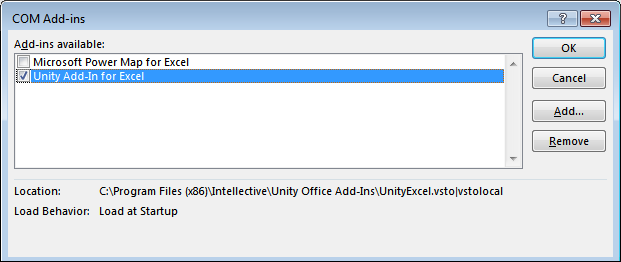 COM Add-ins
Add-ins available:
Microsoft Power Map for Excel
Unity Add-In for Excel
OK
Cancel
Add...
Remove
Location: C:\Program Files (x86)\Intellective\Unity Office Add-Ins\UnityExcel.vsto|vstolocal
Load Behavior: Load at Startup